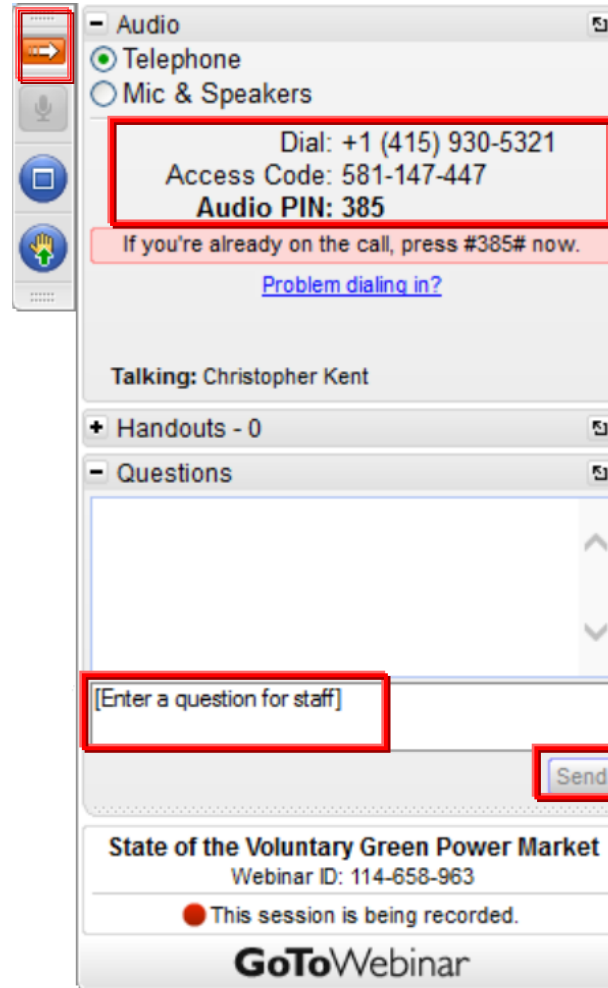 Audio
Telephone
Mic & Speakers
Dial: +1 (415) 930-5321
Access Code: 581-147-447
Audio PIN: 385
If you're already on the call, press #385# now.
Problem dialing in?
Talking: Christopher Kent
Handouts - 0
Questions
[Enter a question for staff]
Send
State of the Voluntary Green Power Market
Webinar ID: 114-658-963
This session is being recorded.
GoToWebinar